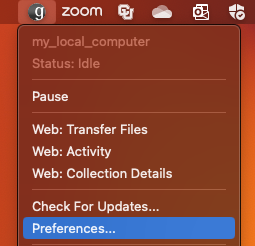 g zoom
my_local_computer
Status: Idle
Pause
Web: Transfer Files
Web: Activity
Web: Collection Details
Check For Updates...
Preferences...